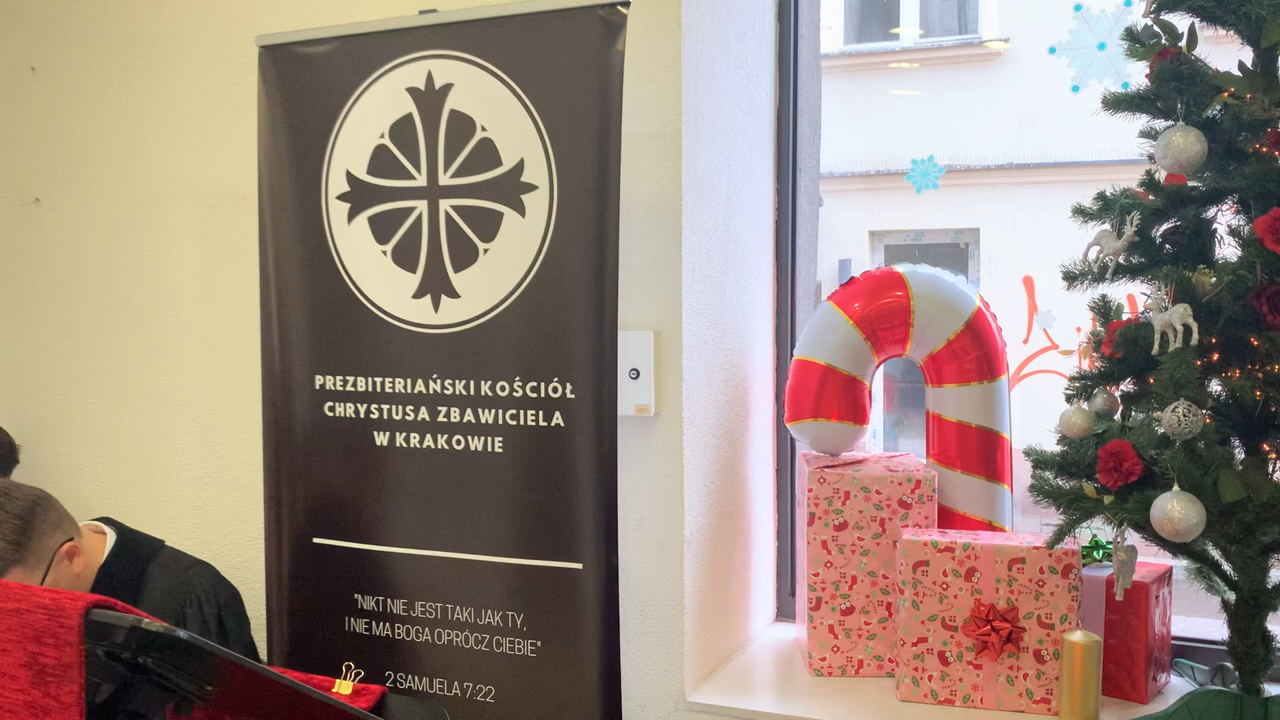 PREZBITERIAŃSKI KOŚCIÓŁ
CHRYSTUSA ZBAWICIELA
W KRAKOWIE
"NIKT NIE JEST TAKI JAK TY,
I NIE MA BOGA OPRÓCZ CIEBIE"
2 SAMUELA 7:22